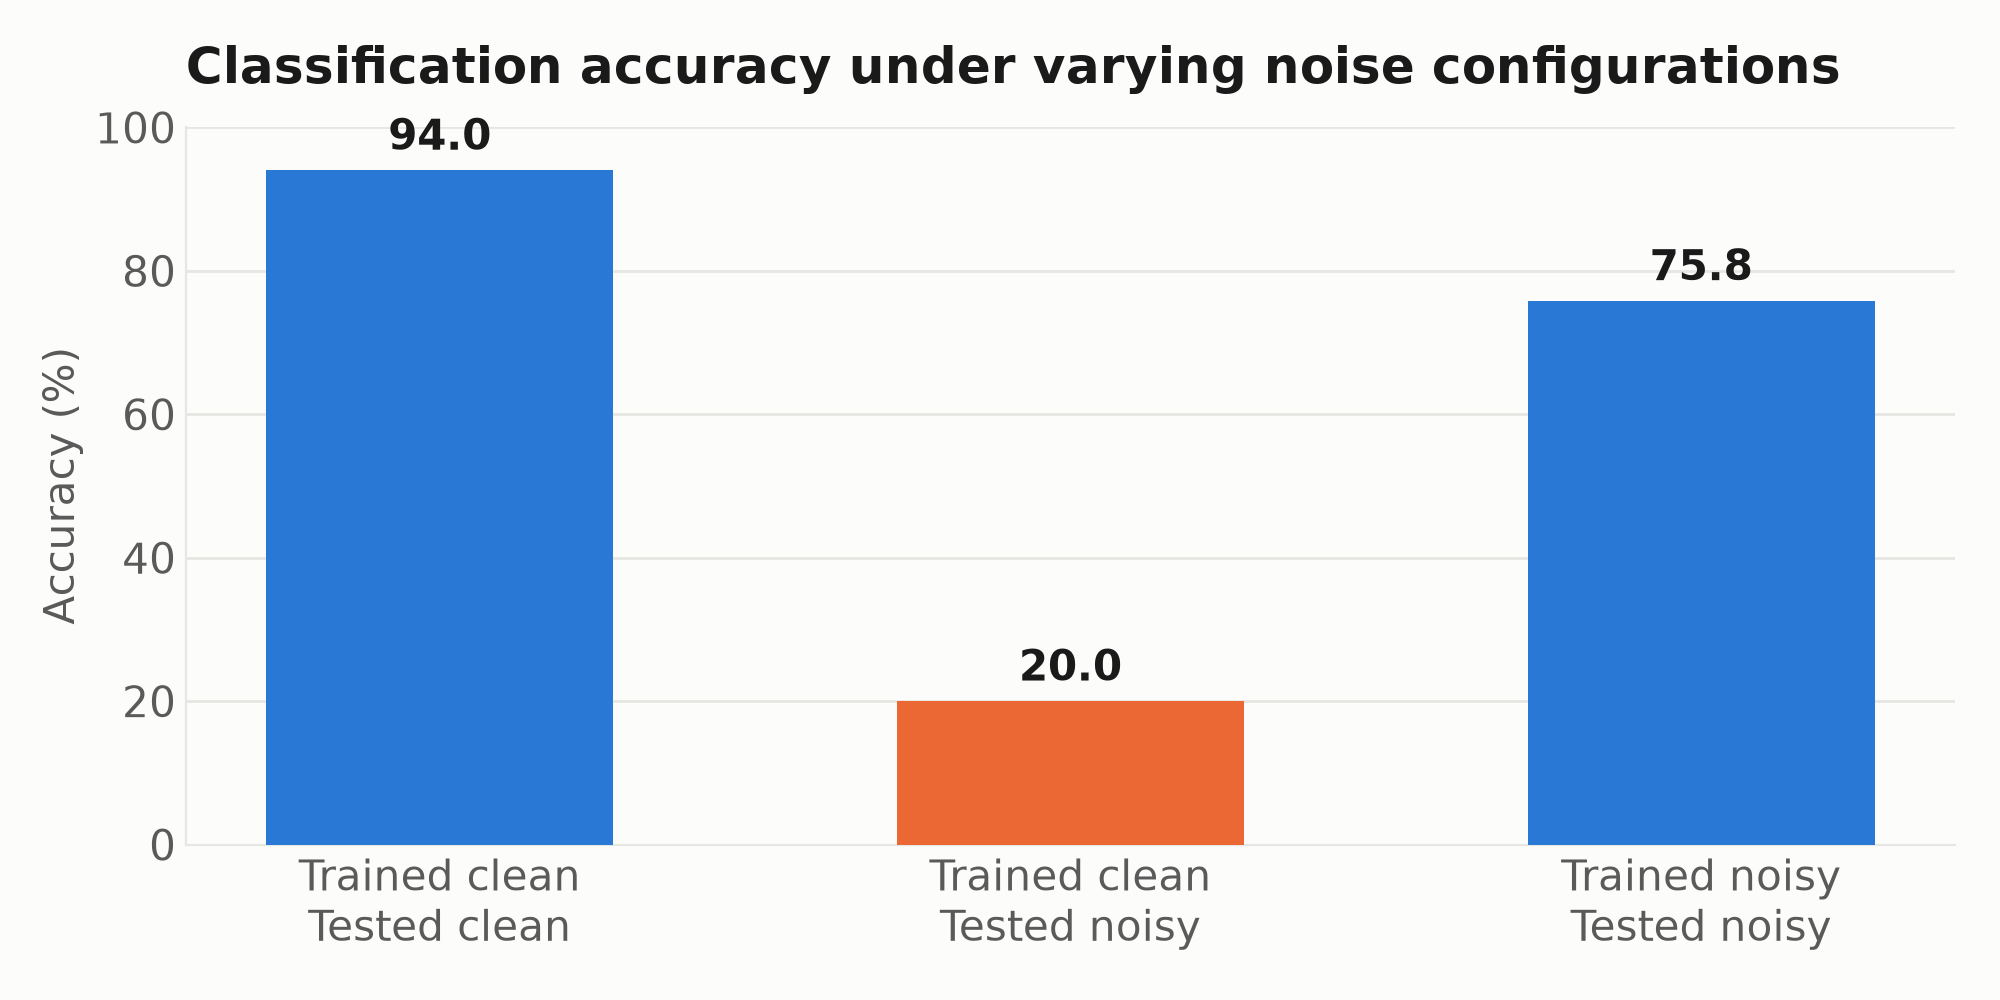 Classification accuracy under varying noise configurations
100
80
60
40
20
0
Accuracy (%)
94.0
20.0
75.8
Trained clean
Tested clean
Trained clean
Tested noisy
Trained noisy
Tested noisy